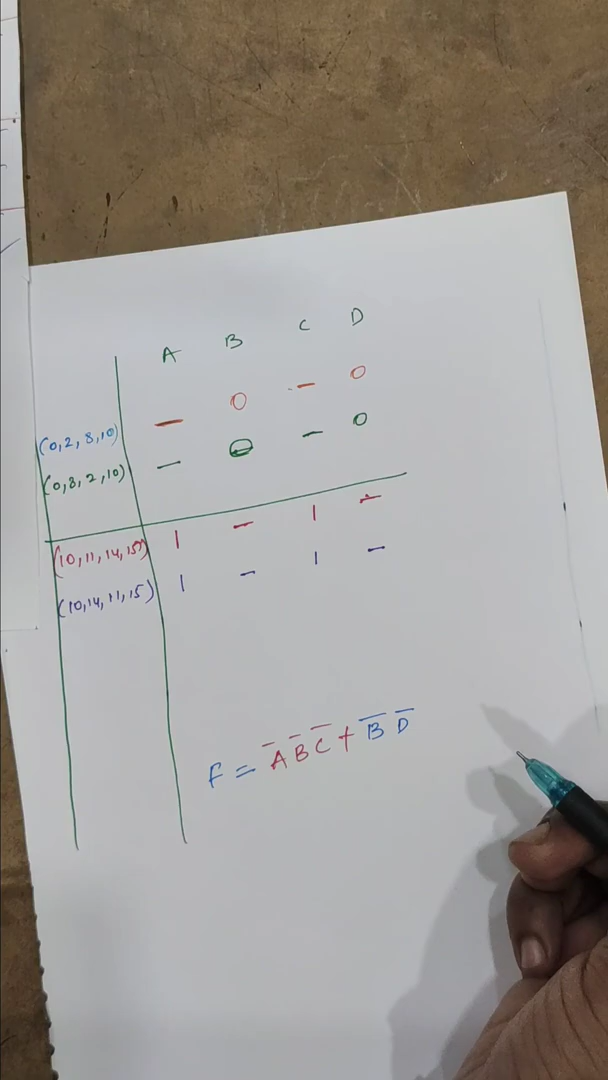 A B C D
(0,2,8,10) — 0 — 0
(0,8,2,10) — 0 — 0
(10,11,14,15) 1 — 1 —
(10,14,11,15) 1 — 1 —
F = A̅ B̅ C̅ + B̅ D̅